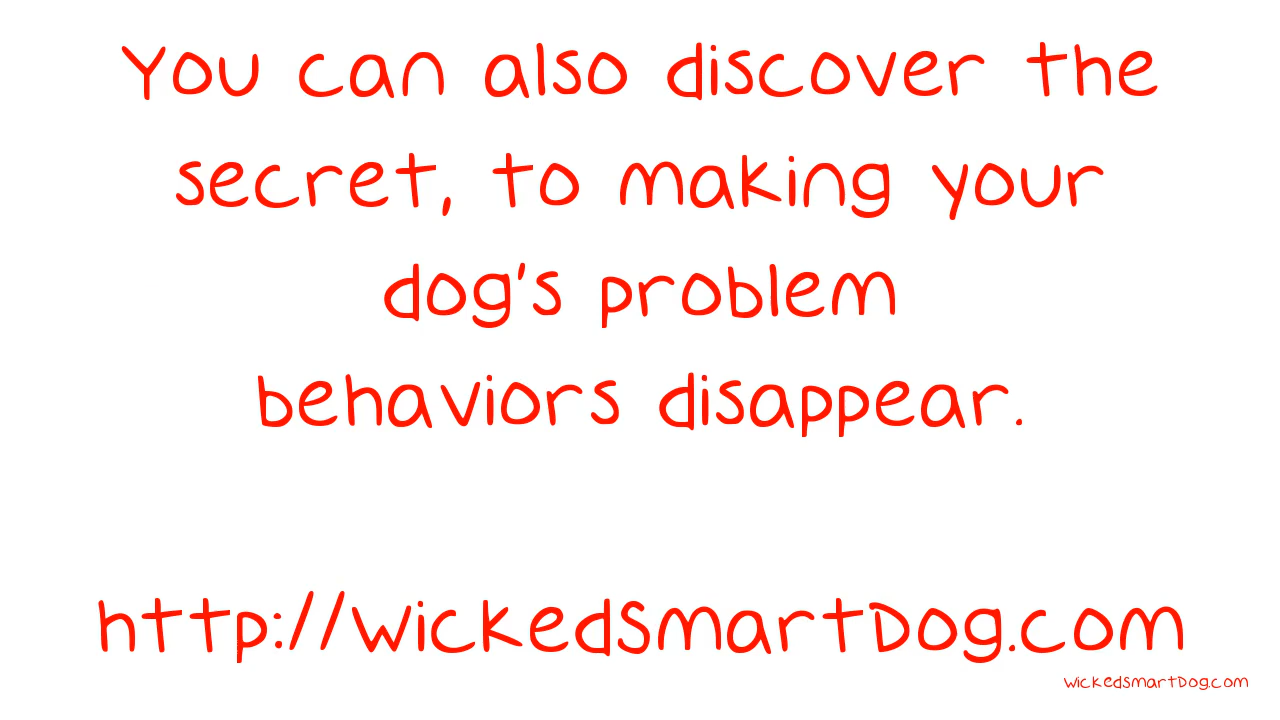 You can also discover the
secret, to making your
dog's problem
behaviors disappear.
http://WickedSmartDog.com
WickedSmartDog.com